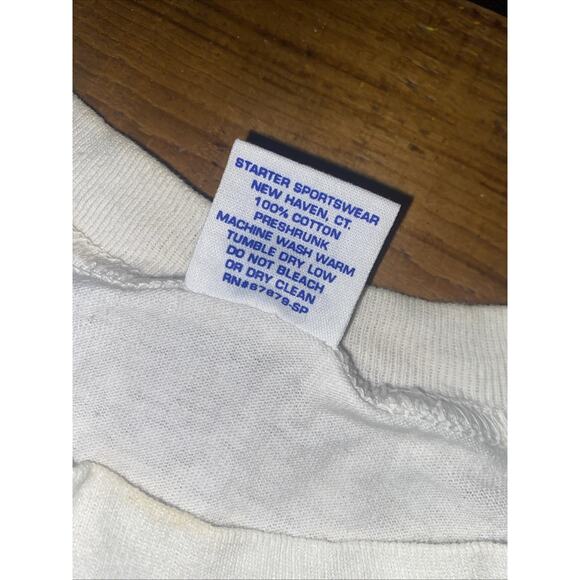 STARTER SPORTSWEAR
NEW HAVEN, CT.
100% COTTON
PRESHRUNK
MACHINE WASH WARM
TUMBLE DRY LOW
DO NOT BLEACH
OR DRY CLEAN
RN#67679-SP